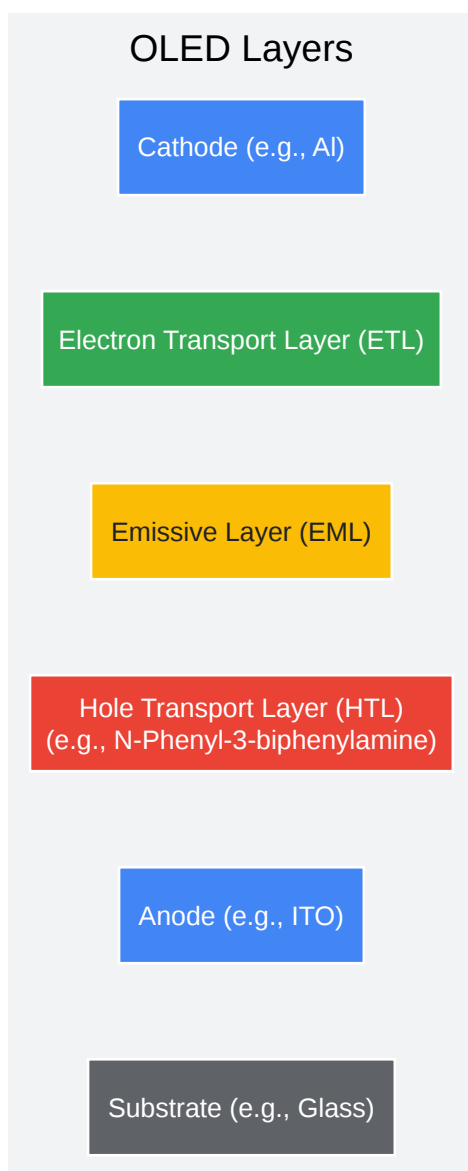 OLED Layers
Cathode (e.g., Al)
Electron Transport Layer (ETL)
Emissive Layer (EML)
Hole Transport Layer (HTL)
(e.g., N-Phenyl-3-biphenylamine)
Anode (e.g., ITO)
Substrate (e.g., Glass)